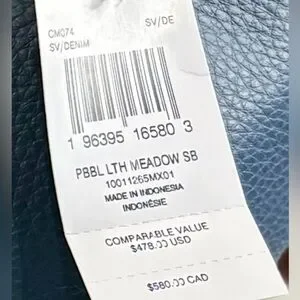 CM074 SV/DE
SV/DENIM
1 96395 16580 3
PBBL LTH MEADOW SB
10011265MX01
MADE IN INDONESIA
INDONÉSIE
COMPARABLE VALUE
$478.00 USD
$580.00 CAD